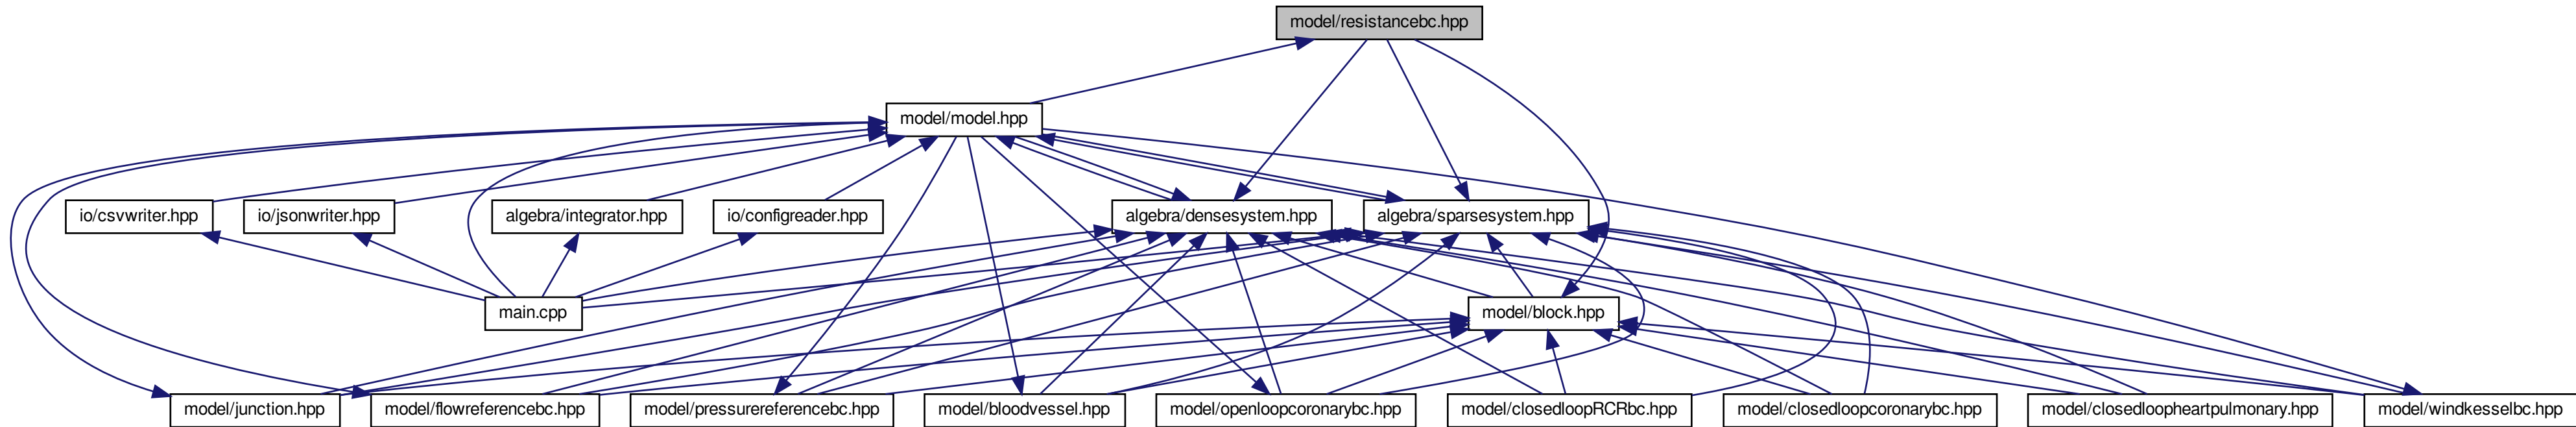 model/resistancebc.hpp
model/model.hpp
io/csvwriter.hpp
io/jsonwriter.hpp
algebra/integrator.hpp
io/configreader.hpp
algebra/densesystem.hpp
algebra/sparsesystem.hpp
main.cpp
model/block.hpp
model/junction.hpp
model/flowreferencebc.hpp
model/pressurereferencebc.hpp
model/bloodvessel.hpp
model/openloopcoronarybc.hpp
model/closedloopRCRbc.hpp
model/closedloopcoronarybc.hpp
model/closedloopheartpulmonary.hpp
model/windkesselbc.hpp